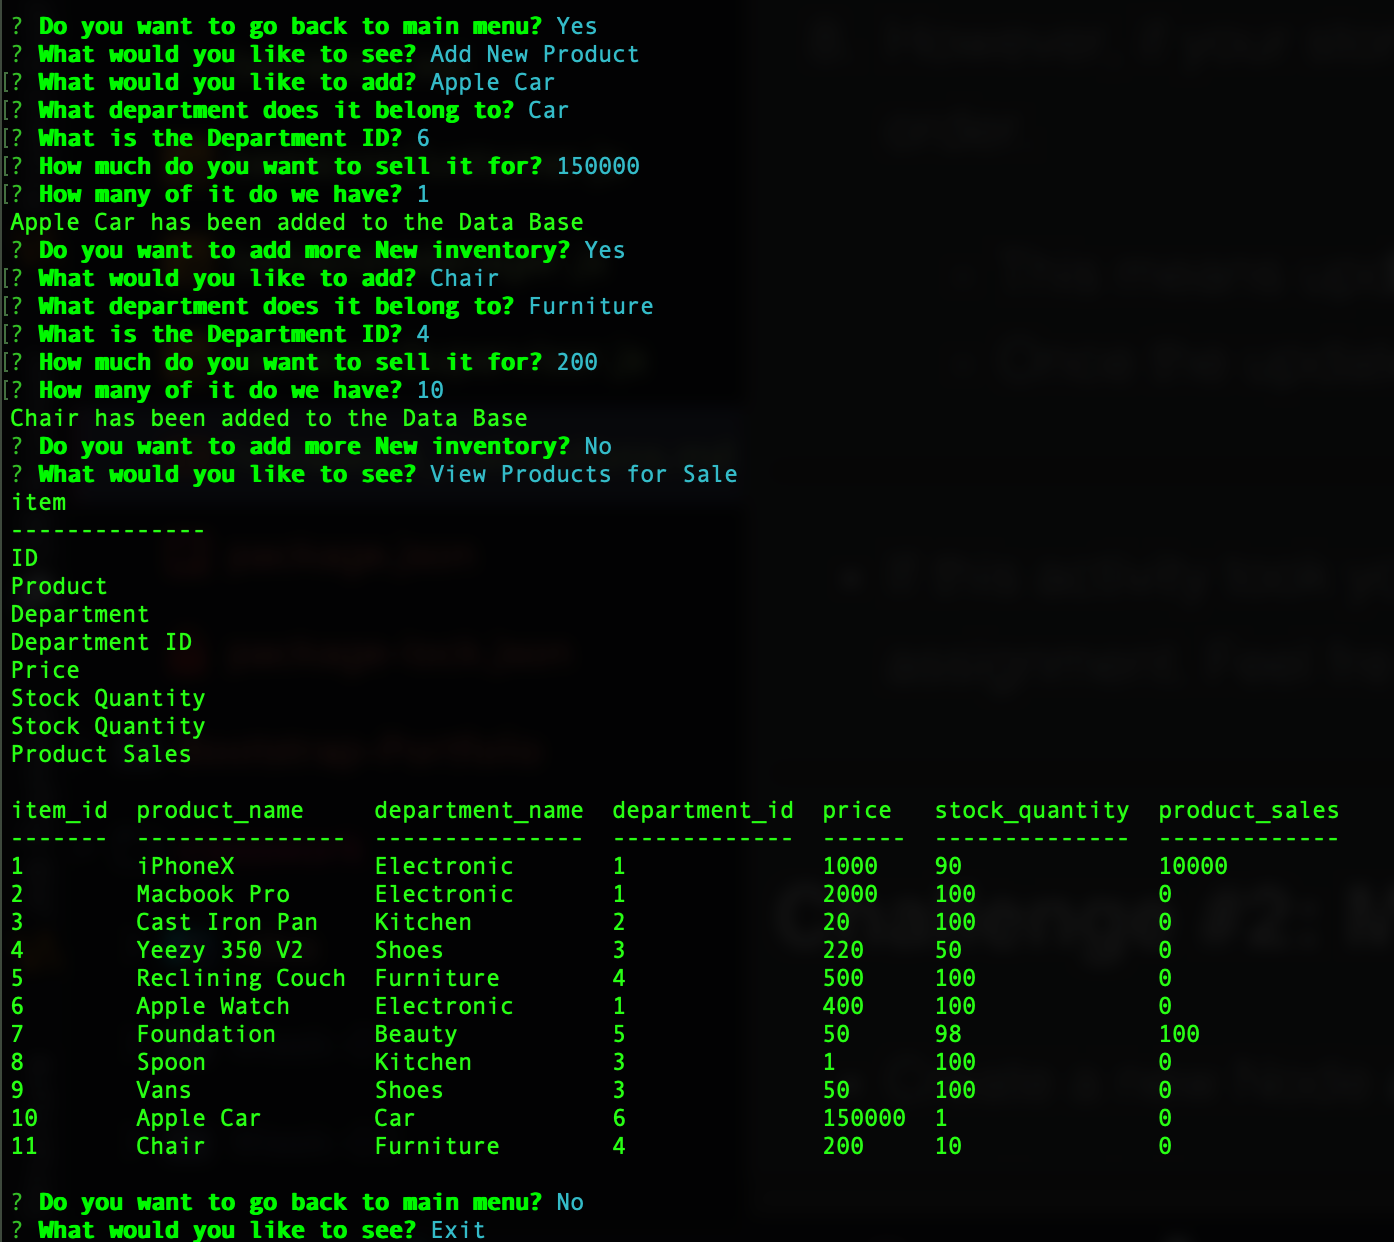 ? Do you want to go back to main menu? Yes
? What would you like to see? Add New Product
[? What would you like to add? Apple Car
[? What department does it belong to? Car
[? What is the Department ID? 6
[? How much do you want to sell it for? 150000
[? How many of it do we have? 1
Apple Car has been added to the Data Base
? Do you want to add more New inventory? Yes
[? What would you like to add? Chair
[? What department does it belong to? Furniture
[? What is the Department ID? 4
[? How much do you want to sell it for? 200
[? How many of it do we have? 10
Chair has been added to the Data Base
? Do you want to add more New inventory? No
? What would you like to see? View Products for Sale
item
--------------
ID
Product
Department
Department ID
Price
Stock Quantity
Stock Quantity
Product Sales

item_id  product_name     department_name  department_id  price   stock_quantity  product_sales
-------  ---------------  ---------------  -------------  ------  --------------  -------------
1        iPhoneX          Electronic       1              1000    90              10000
2        Macbook Pro      Electronic       1              2000    100             0
3        Cast Iron Pan    Kitchen          2              20      100             0
4        Yeezy 350 V2     Shoes            3              220     50              0
5        Reclining Couch  Furniture        4              500     100             0
6        Apple Watch      Electronic       1              400     100             0
7        Foundation       Beauty           5              50      98              100
8        Spoon            Kitchen          3              1       100             0
9        Vans             Shoes            3              50      100             0
10       Apple Car        Car              6              150000  1               0
11       Chair            Furniture        4              200     10              0

? Do you want to go back to main menu? No
? What would you like to see? Exit